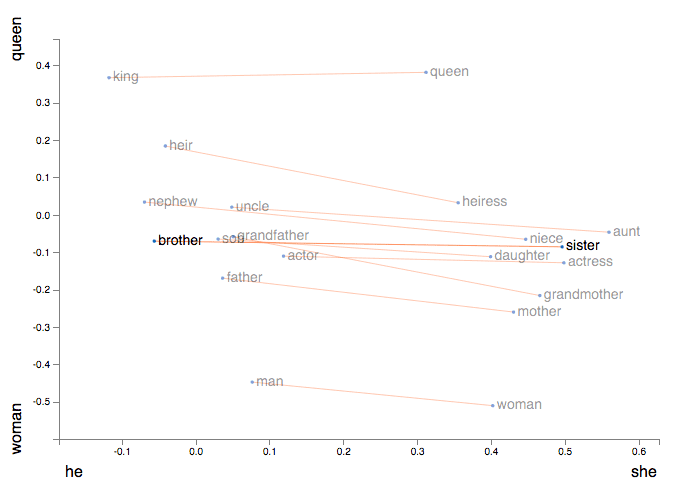 queen
0.4
king
queen
0.3
0.2
heir
0.1
nephew
uncle
heiress
0.0
aunt
grandfather
son
niece
brother
sister
-0.1
actor
daughter
actress
father
-0.2
grandmother
mother
-0.3
-0.4
man
woman
-0.5
woman
-0.1 0.0 0.1 0.2 0.3 0.4 0.5 0.6
he she